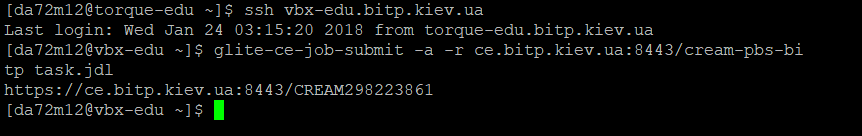 [da72m12@torque-edu ~]$ ssh vbx-edu.bitp.kiev.ua
Last login: Wed Jan 24 03:15:20 2018 from torque-edu.bitp.kiev.ua
[da72m12@vbx-edu ~]$ glite-ce-job-submit -a -r ce.bitp.kiev.ua:8443/cream-pbs-bi
tp task.jdl
https://ce.bitp.kiev.ua:8443/CREAM298223861
[da72m12@vbx-edu ~]$